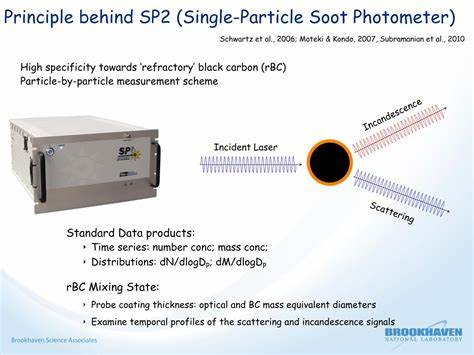 Principle behind SP2 (Single-Particle Soot Photometer)
Schwartz et al., 2006; Moteki & Kondo, 2007, Subramanian et al., 2010
High specificity towards ‘refractory’ black carbon (rBC)
Particle-by-particle measurement scheme
SP2
Incident Laser
Incandescence
Scattering
Standard Data products:
‣ Time series: number conc; mass conc;
‣ Distributions: dN/dlogDp; dM/dlogDp
rBC Mixing State:
‣ Probe coating thickness: optical and BC mass equivalent diameters
‣ Examine temporal profiles of the scattering and incandescence signals
Brookhaven Science Associates
BROOKHAVEN
NATIONAL LABORATORY